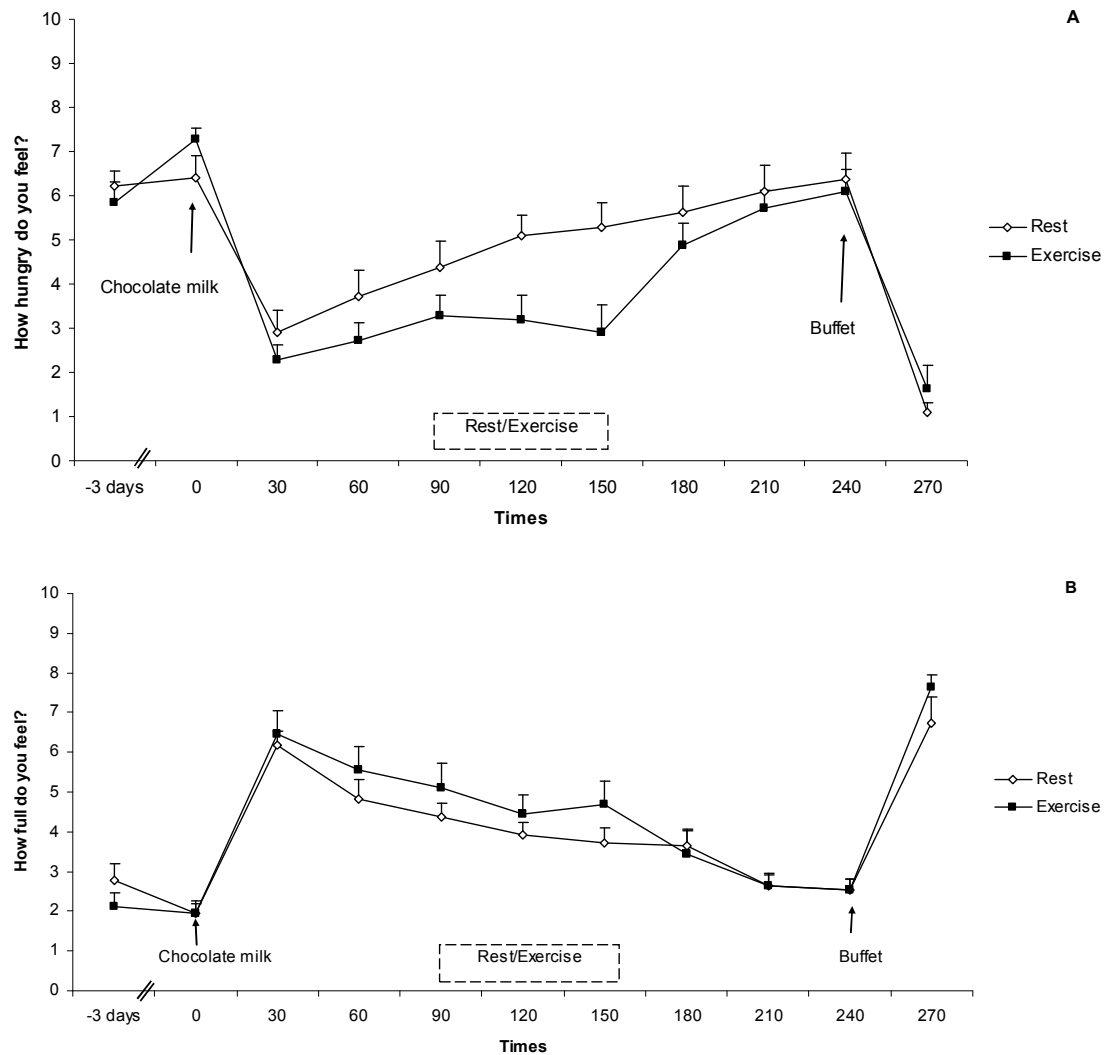 A
How hungry do you feel?
10
9
8
7
6
5
4
3
2
1
0
Chocolate milk
Buffet
Rest/Exercise
Rest
Exercise
-3 days 0 30 60 90 120 150 180 210 240 270
Times
B
How full do you feel?
10
9
8
7
6
5
4
3
2
1
0
Rest
Exercise
Chocolate milk
Rest/Exercise
Buffet
-3 days 0 30 60 90 120 150 180 210 240 270
Times